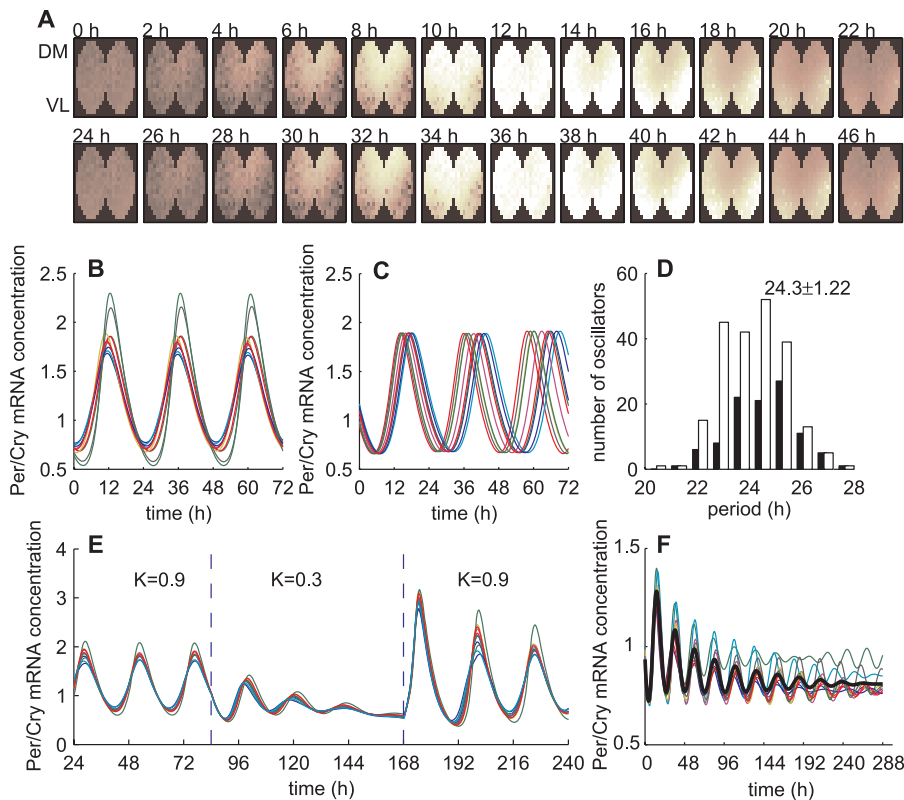 A
0 h 2 h 4 h 6 h 8 h 10 h 12 h 14 h 16 h 18 h 20 h 22 h
DM
VL
24 h 26 h 28 h 30 h 32 h 34 h 36 h 38 h 40 h 42 h 44 h 46 h
B
Per/Cry mRNA concentration
2.5
2
1.5
1
0.5
0 12 24 36 48 60 72
time (h)
C
Per/Cry mRNA concentration
2.5
2
1.5
1
0.5
0 12 24 36 48 60 72
time (h)
D
24.3±1.22
number of oscillators
60
40
20
0
20 22 24 26 28
period (h)
E
K=0.9 K=0.3 K=0.9
Per/Cry mRNA concentration
4
3
2
1
0
24 48 72 96 120 144 168 192 216 240
time (h)
F
Per/Cry mRNA concentration
1.5
1
0.5
0 48 96 144 192 240 288
time (h)